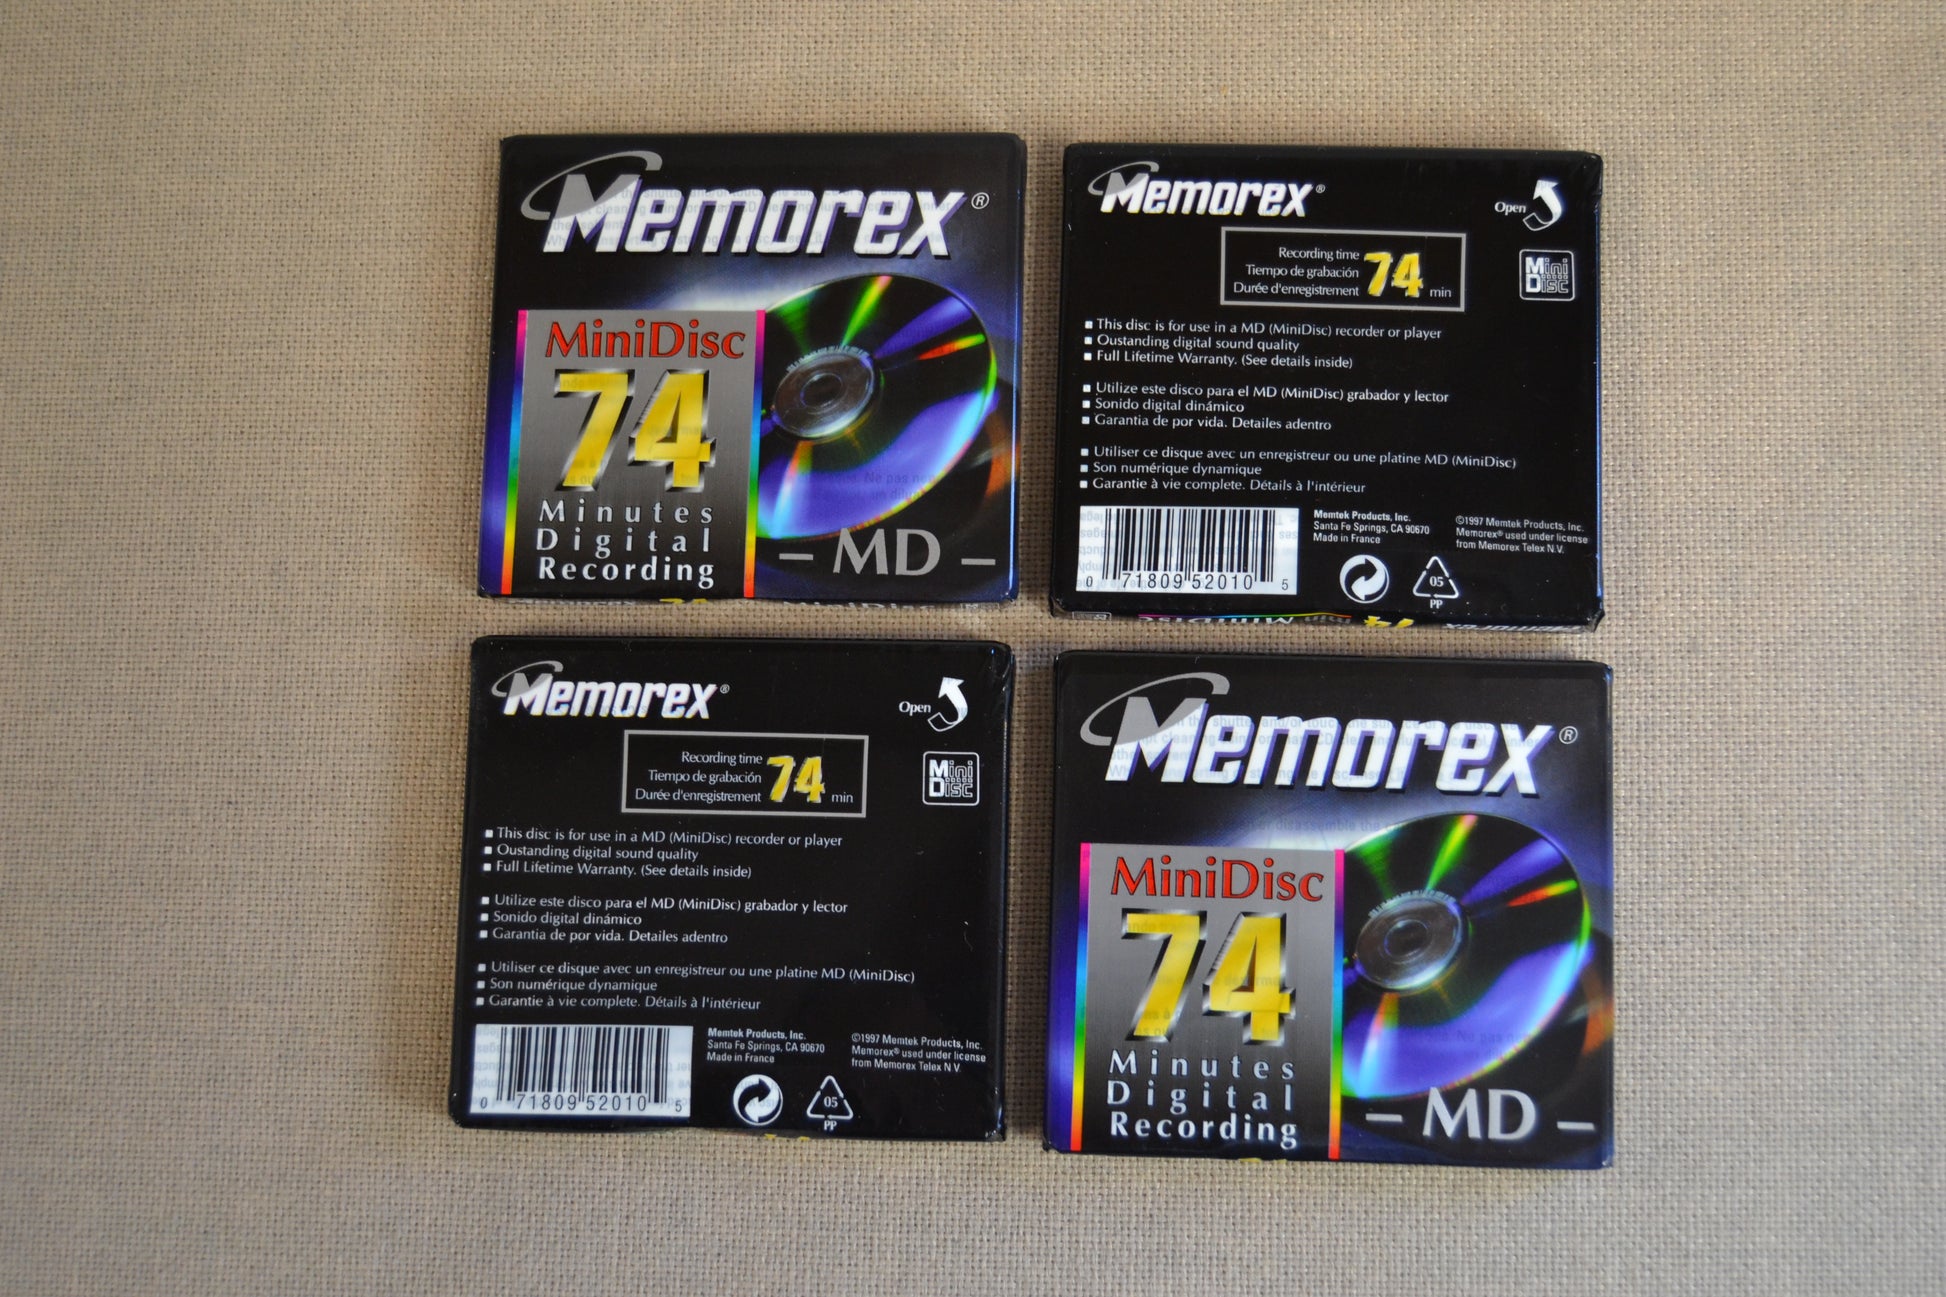 Memorex®
MiniDisc
74
Minutes
Digital
Recording
– MD –
Memorex 74 MiniDisc
Memorex®
Open
Recording time
Tiempo de grabación
Durée d'enregistrement
74 min
Mini
Disc
This disc is for use in a MD (MiniDisc) recorder or player
Oustanding digital sound quality
Full Lifetime Warranty. (See details inside)
Utilize este disco para el MD (MiniDisc) grabador y lector
Sonido digital dinámico
Garantia de por vida. Detailes adentro
Utiliser ce disque avec un enregistreur ou une platine MD (MiniDisc)
Son numérique dynamique
Garantie à vie complete. Détails à l'intérieur
0 71809 52010 5
Memtek Products, Inc.
Santa Fe Springs, CA 90670
Made in France
©1997 Memtek Products, Inc.
Memorex® used under license
from Memorex Telex N.V.
05
PP
Memorex 74 min MiniDisc
Memorex®
Open
Recording time
Tiempo de grabación
Durée d'enregistrement
74 min
Mini
Disc
This disc is for use in a MD (MiniDisc) recorder or player
Oustanding digital sound quality
Full Lifetime Warranty. (See details inside)
Utilize este disco para el MD (MiniDisc) grabador y lector
Sonido digital dinámico
Garantia de por vida. Detailes adentro
Utiliser ce disque avec un enregistreur ou une platine MD (MiniDisc)
Son numérique dynamique
Garantie à vie complete. Détails à l'intérieur
0 71809 52010 5
Memtek Products, Inc.
Santa Fe Springs, CA 90670
Made in France
©1997 Memtek Products, Inc.
Memorex® used under license
from Memorex Telex N.V.
05
PP
Memorex®
MiniDisc
74
Minutes
Digital
Recording
– MD –